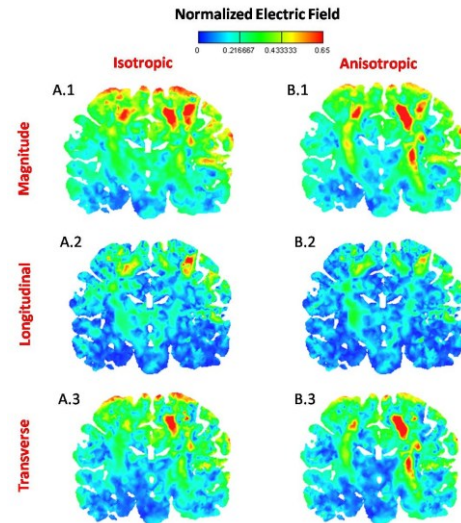 Normalized Electric Field
0 0.216667 0.433333 0.65
Isotropic Anisotropic
A.1 B.1
Magnitude
A.2 B.2
Longitudinal
A.3 B.3
Transverse